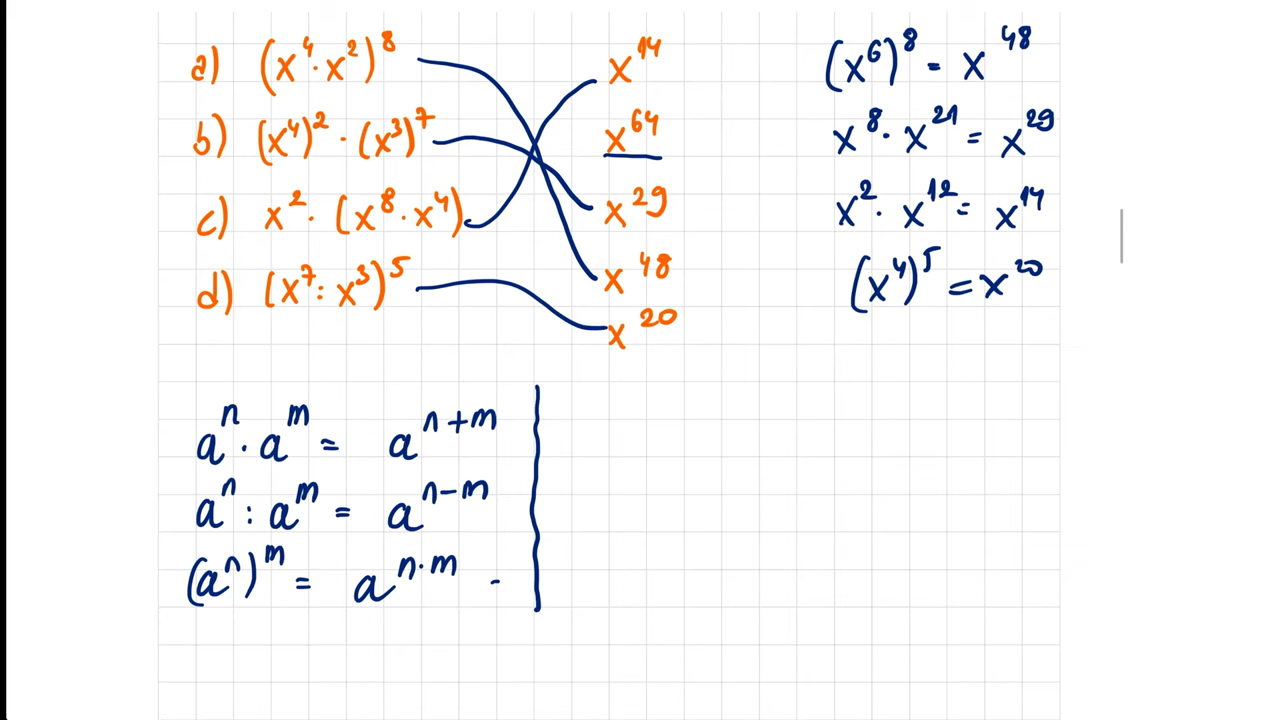 a) (x⁴ · x²)⁸ x¹⁴ (x⁶)⁸ = x⁴⁸
b) (x⁴)² · (x³)⁷ x⁶⁴ x⁸ · x²¹ = x²⁹
c) x² · (x⁸ · x⁴) x²⁹ x² · x¹² = x¹⁴
d) (x⁷ : x³)⁵ x⁴⁸ (x⁴)⁵ = x²⁰
x²⁰
aⁿ · aᵐ = aⁿ⁺ᵐ
aⁿ : aᵐ = aⁿ⁻ᵐ
(aⁿ)ᵐ = aⁿ·ᵐ -